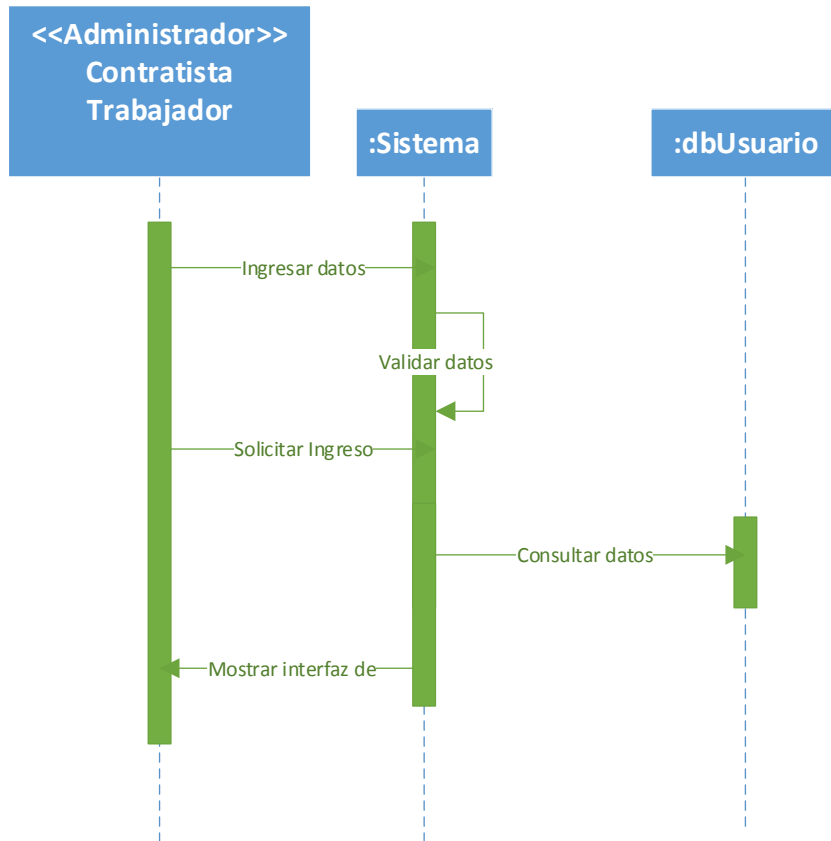 <<Administrador>>
Contratista
Trabajador
:Sistema
:dbUsuario
Ingresar datos
Validar datos
Solicitar Ingreso
Consultar datos
Mostrar interfaz de